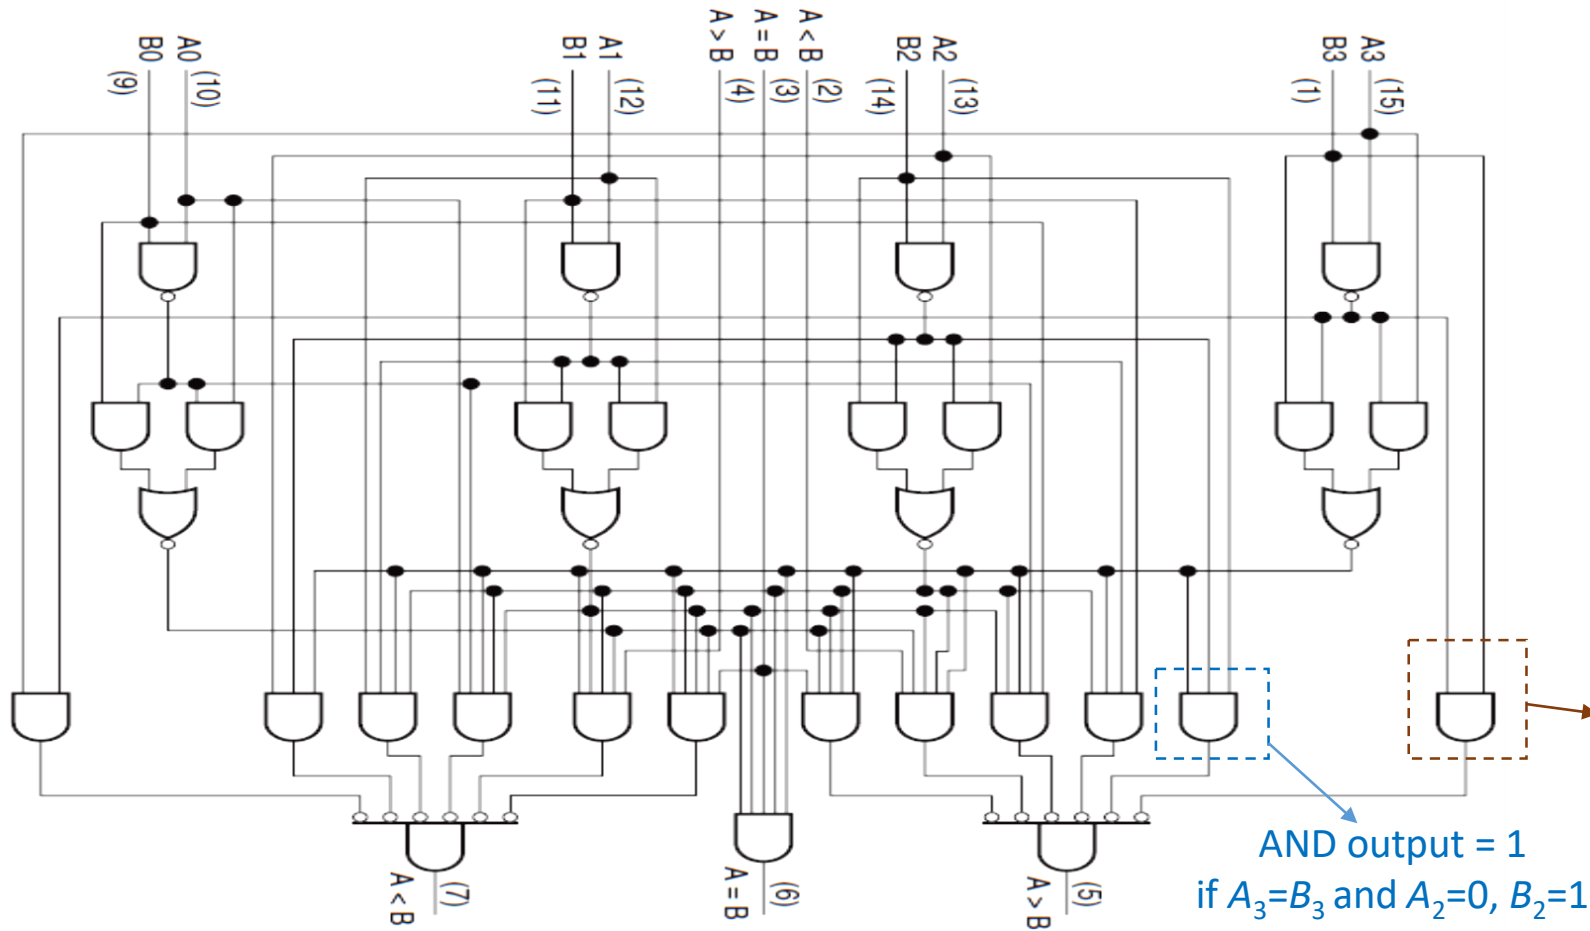 B0
(9)
A0
(10)
B1
(11)
A1
(12)
A > B
(4)
A = B
(3)
A < B
(2)
B2
(14)
A2
(13)
B3
(1)
A3
(15)
A < B
(7)
A = B
(6)
A > B
(5)
AND output = 1
if A₃=B₃ and A₂=0, B₂=1